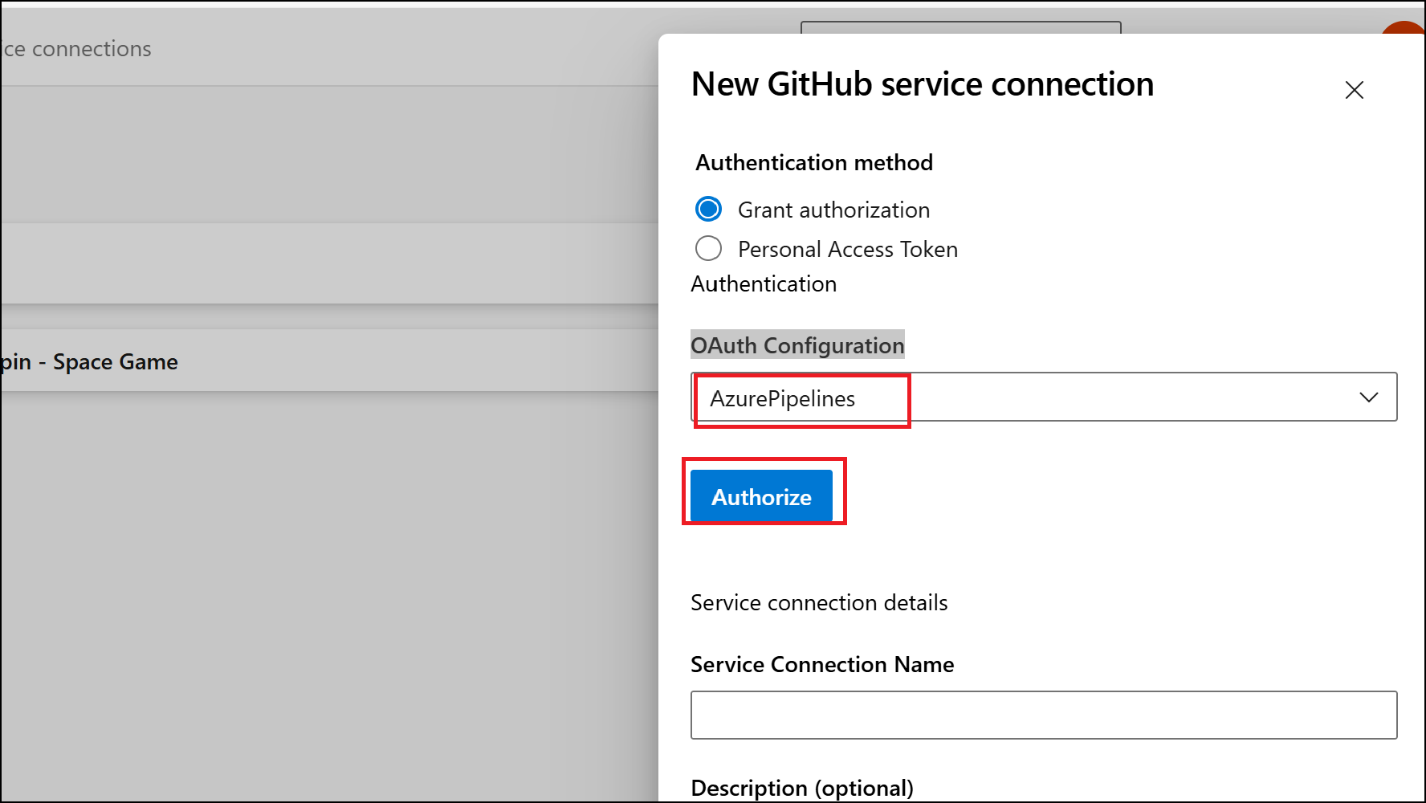 ice connections
New GitHub service connection
Authentication method
Grant authorization
Personal Access Token
Authentication
OAuth Configuration
pin - Space Game
AzurePipelines
Authorize
Service connection details
Service Connection Name
Description (optional)